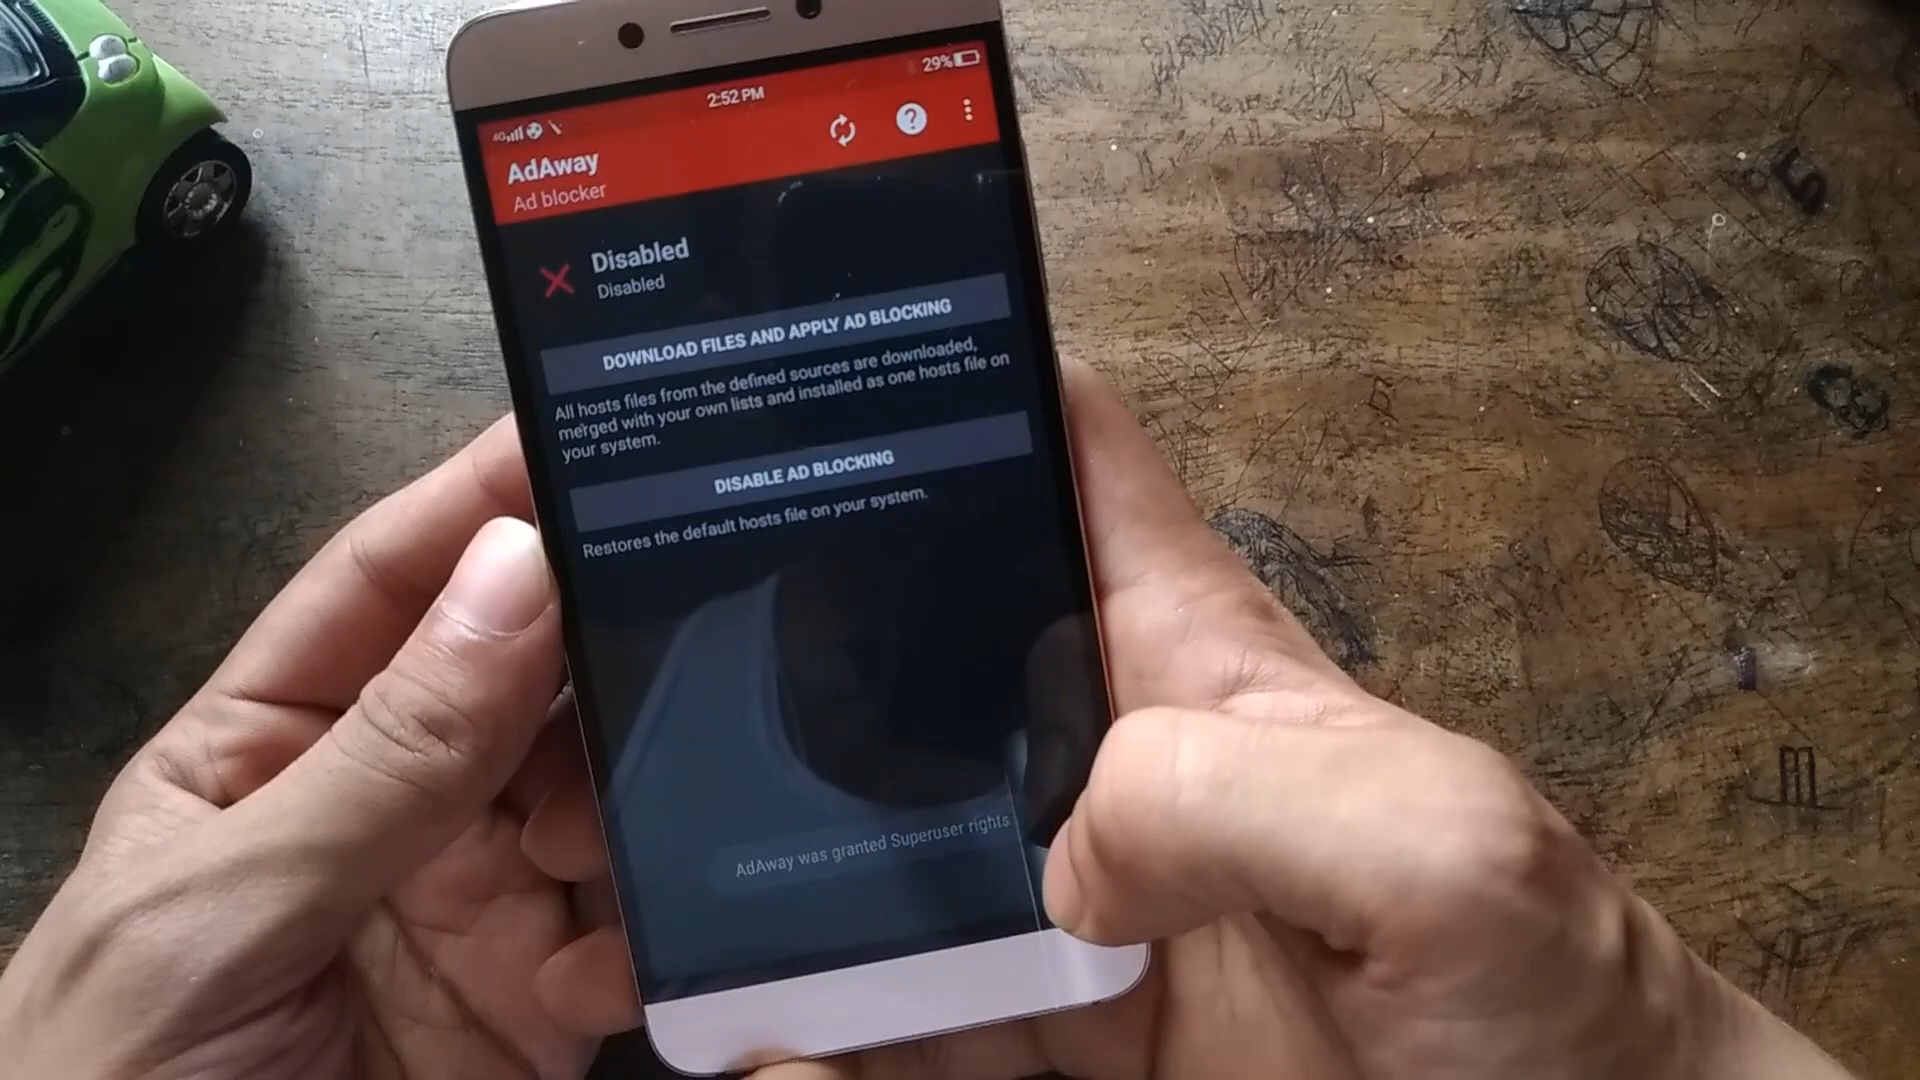 2:52 PM
29%
4G
AdAway
Ad blocker
?
Disabled
Disabled
DOWNLOAD FILES AND APPLY AD BLOCKING
All hosts files from the defined sources are downloaded,
merged with your own lists and installed as one hosts file on
your system.
DISABLE AD BLOCKING
Restores the default hosts file on your system.
AdAway was granted Superuser rights